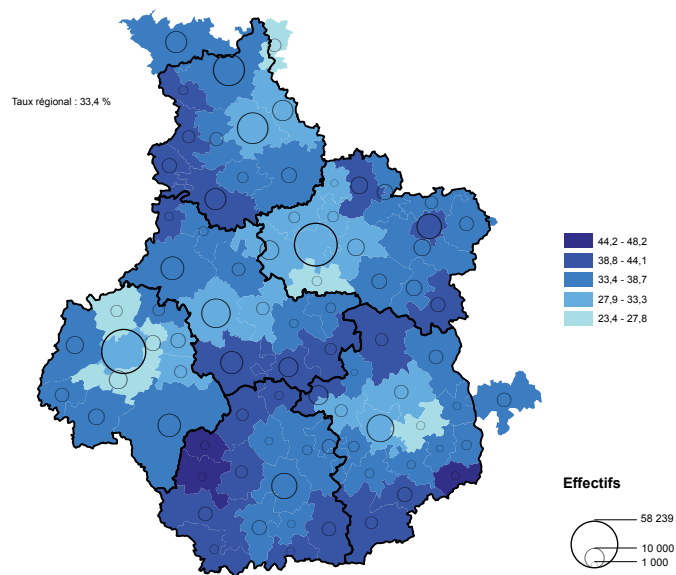 Taux régional : 33,4 %
44,2 - 48,2
38,8 - 44,1
33,4 - 38,7
27,9 - 33,3
23,4 - 27,8
Effectifs
58 239
10 000
1 000